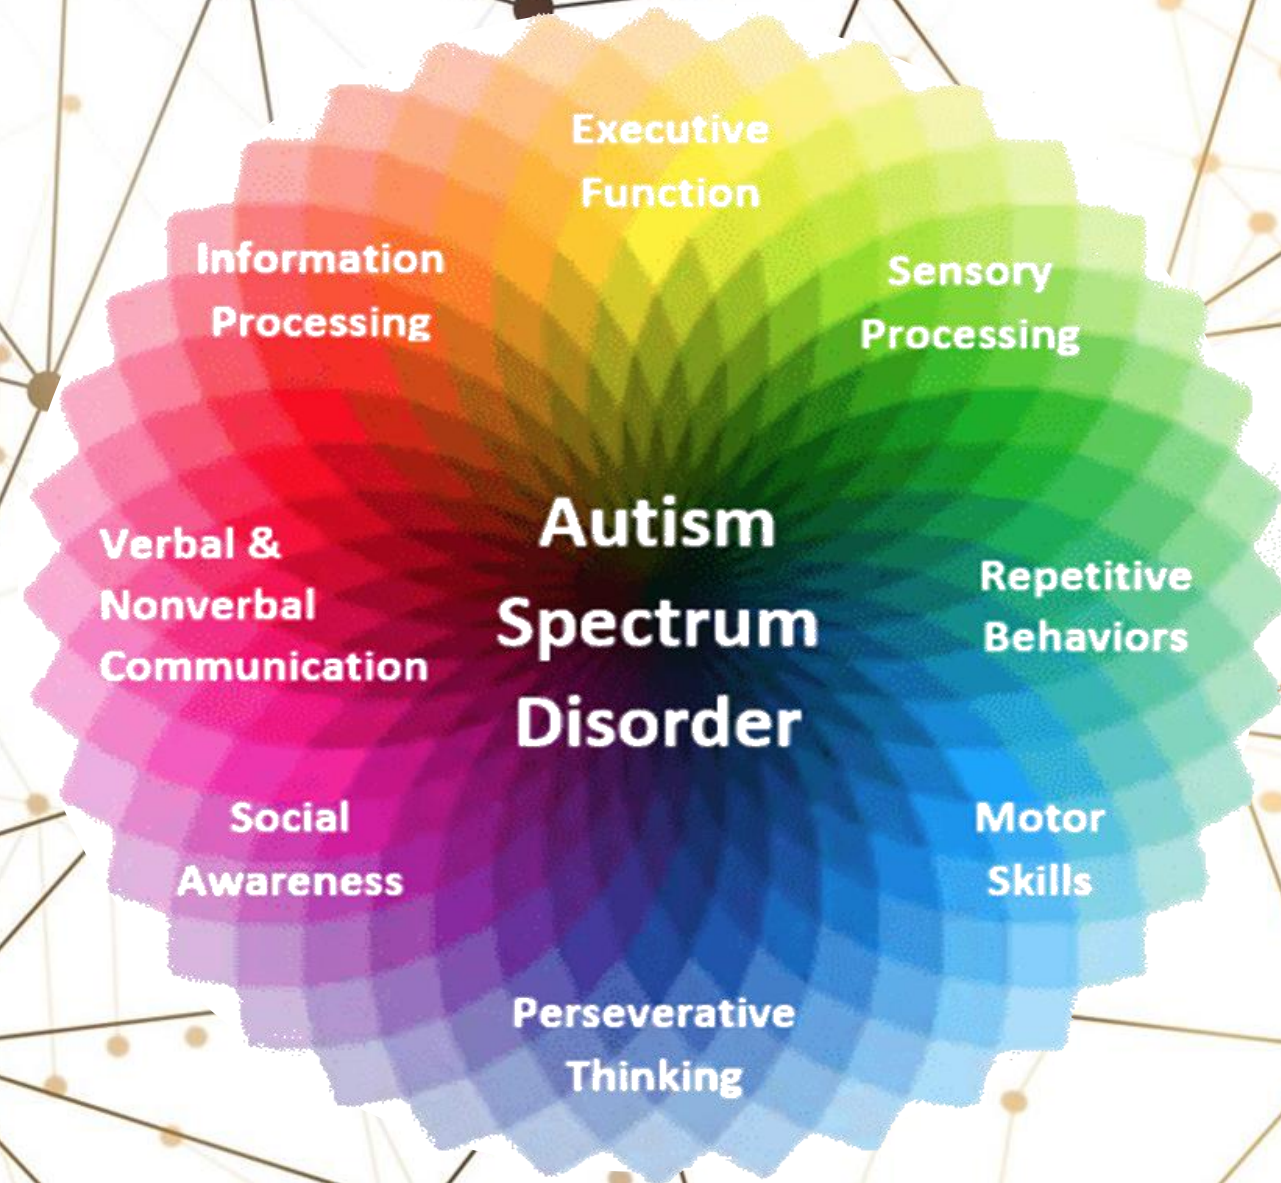 Executive
Function
Information
Processing
Sensory
Processing
Autism
Spectrum
Disorder
Verbal &
Nonverbal
Communication
Repetitive
Behaviors
Social
Awareness
Motor
Skills
Perseverative
Thinking